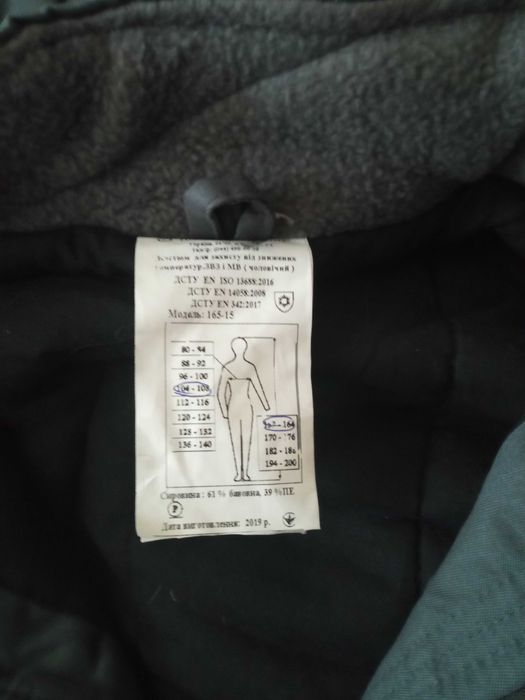 Костюм для захисту від знижених
температур.ЗВЗ і МВ ( чоловічий )
ДСТУ EN ISO 13688:2016
ДСТУ EN 14058:2008
ДСТУ EN 342:2017
Модель: 165-15
80 - 84
88 - 92
96 - 100
104 - 108
112 - 116
120 - 124
128 - 132
136 - 140
- 164
170 - 176
182 - 188
194 - 200
Сировина : 61 % бавовна, 39 %ПЕ
P
Дата виготовлення: 2019 р.